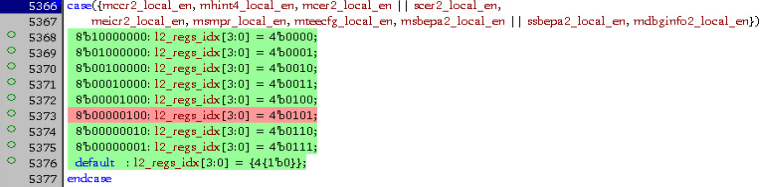 5366 case({mccr2_local_en, mhint4_local_en, mcer2_local_en || scer2_local_en,
5367 meicr2_local_en, msmpr_local_en, mteecfg_local_en, msbepa2_local_en || ssbepa2_local_en, mdbginfo2_local_en})
5368 8'b10000000: l2_regs_idx[3:0] = 4'b0000;
5369 8'b01000000: l2_regs_idx[3:0] = 4'b0001;
5370 8'b00100000: l2_regs_idx[3:0] = 4'b0010;
5371 8'b00010000: l2_regs_idx[3:0] = 4'b0011;
5372 8'b00001000: l2_regs_idx[3:0] = 4'b0100;
5373 8'b00000100: l2_regs_idx[3:0] = 4'b0101;
5374 8'b00000010: l2_regs_idx[3:0] = 4'b0110;
5375 8'b00000001: l2_regs_idx[3:0] = 4'b0111;
5376 default : l2_regs_idx[3:0] = {4{1'b0}};
5377 endcase